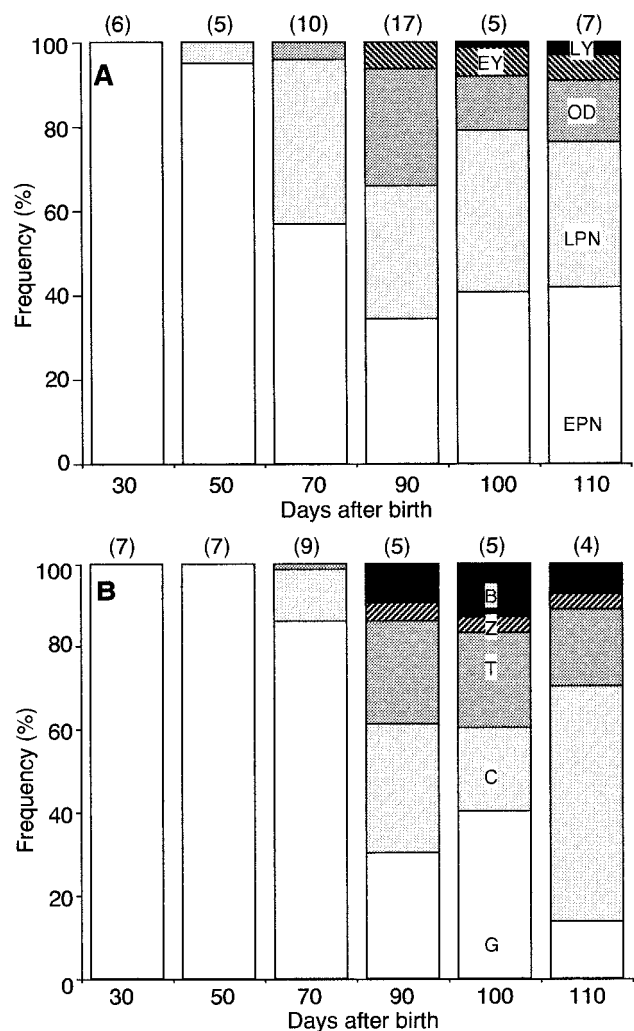 (6) (5) (10) (17) (5) (7)
100
A
EY
LY
80
OD
60
LPN
40
20
EPN
0
Frequency (%)
30 50 70 90 100 110
Days after birth
(7) (7) (9) (5) (5) (4)
100
B
B
Z
80
T
60
C
40
20
G
0
Frequency (%)
30 50 70 90 100 110
Days after birth